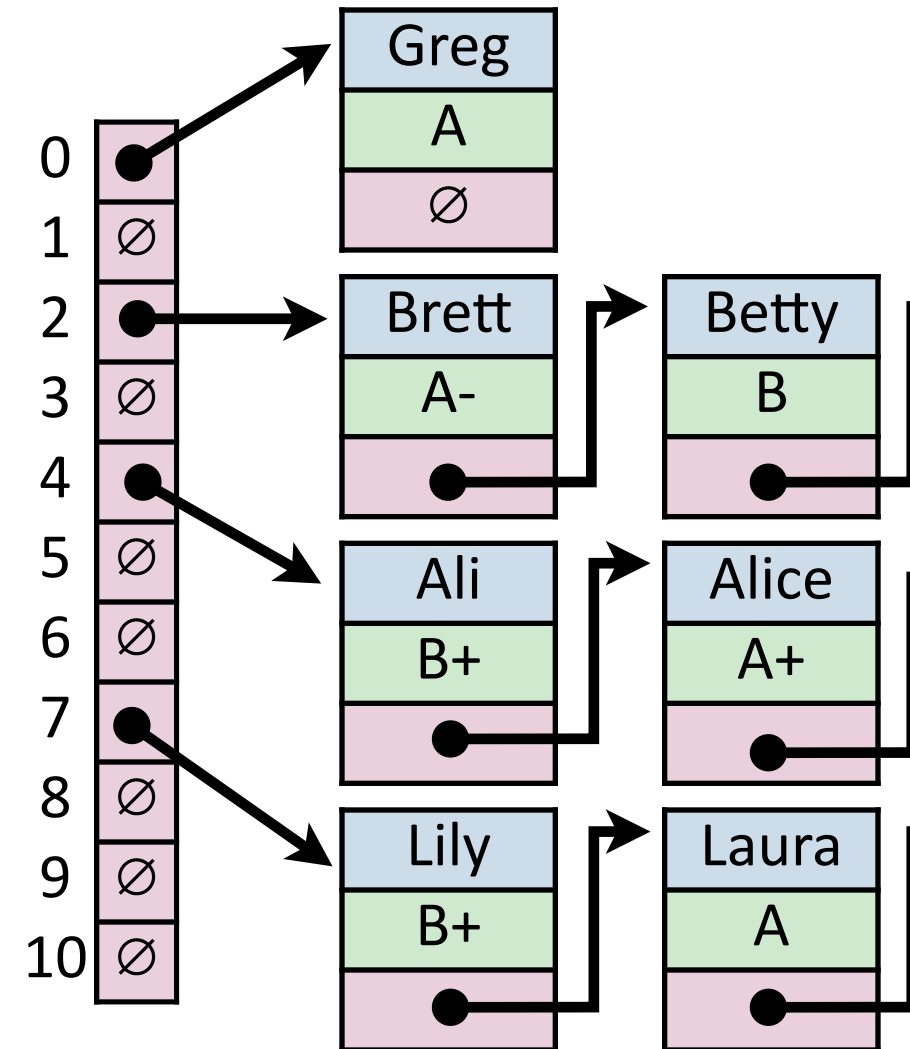 0
1 ∅
2
3 ∅
4
5 ∅
6 ∅
7
8 ∅
9 ∅
10 ∅
Greg
A
∅
Brett
A-
Betty
B
Ali
B+
Alice
A+
Lily
B+
Laura
A